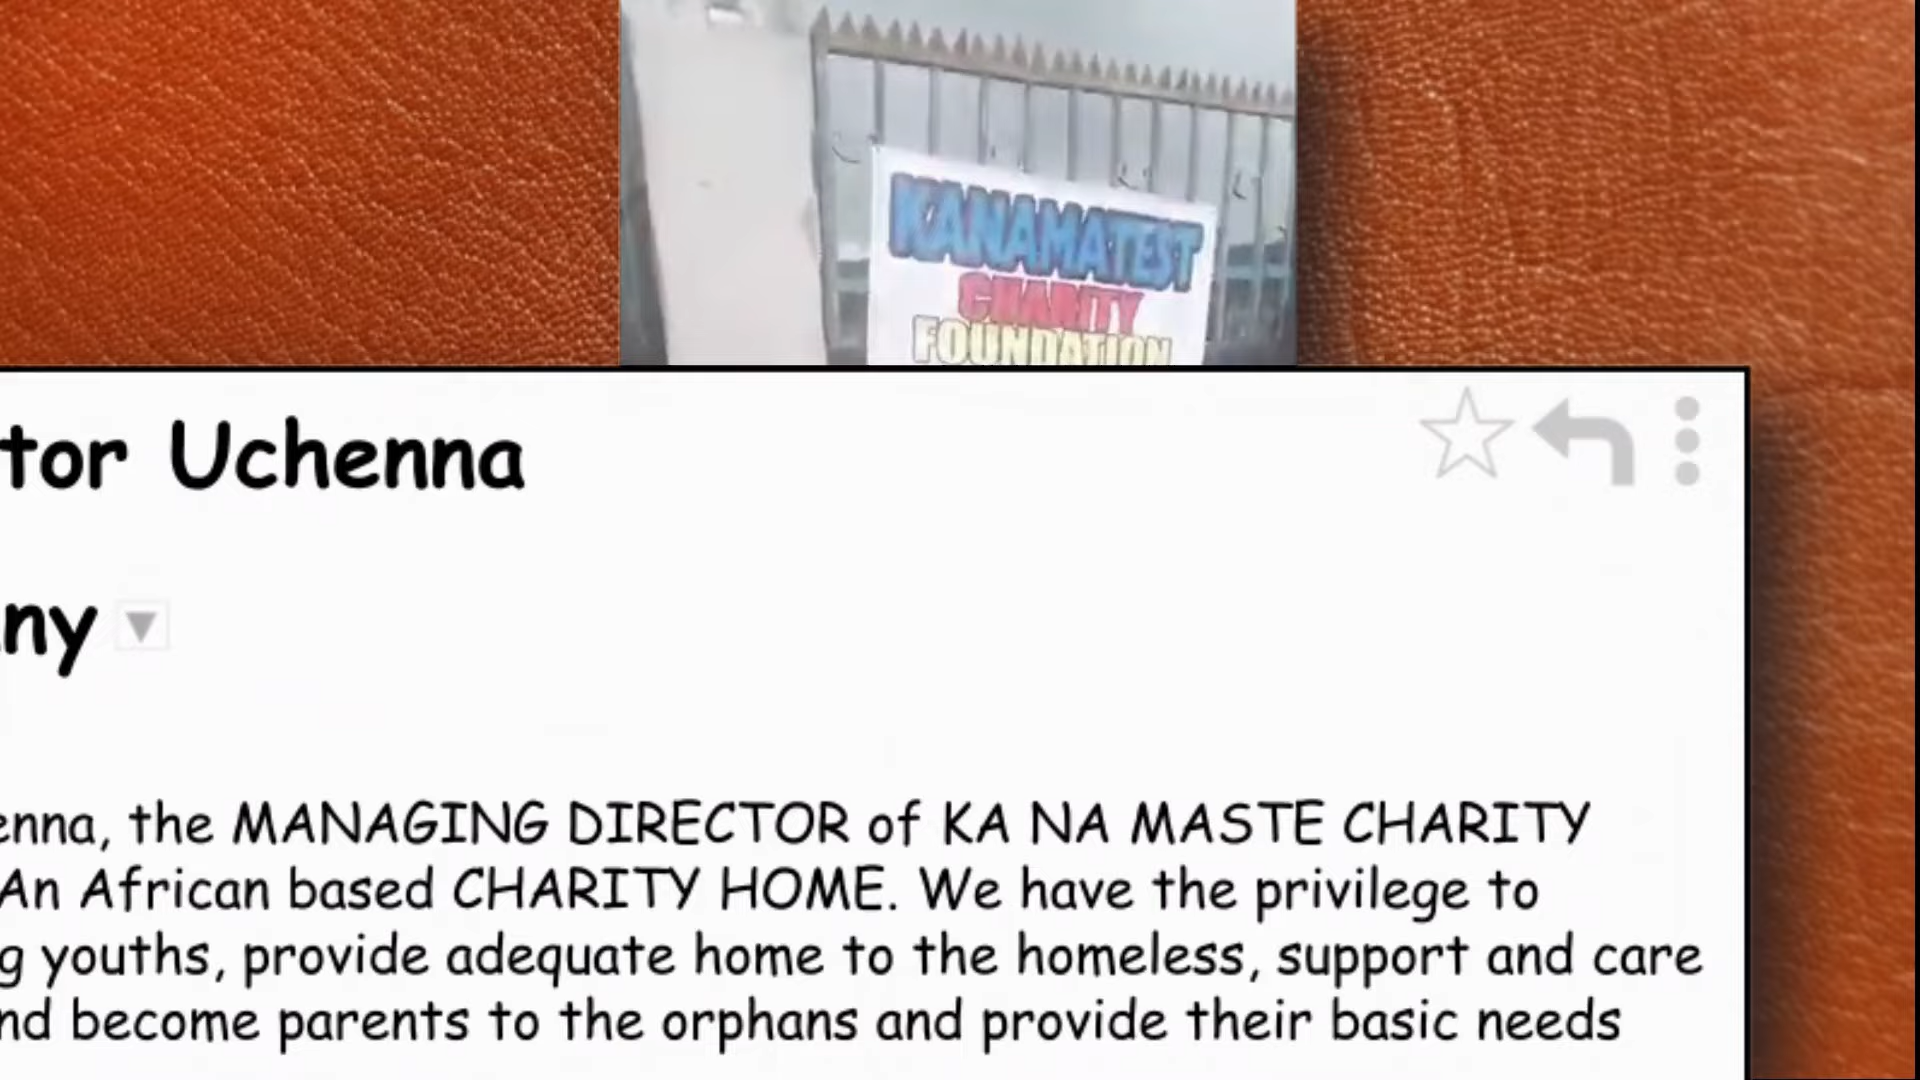 KANAMATEST
CHARITY
FOUNDATION
tor Uchenna
ny
enna, the MANAGING DIRECTOR of KA NA MASTE CHARITY
An African based CHARITY HOME. We have the privilege to
g youths, provide adequate home to the homeless, support and care
nd become parents to the orphans and provide their basic needs